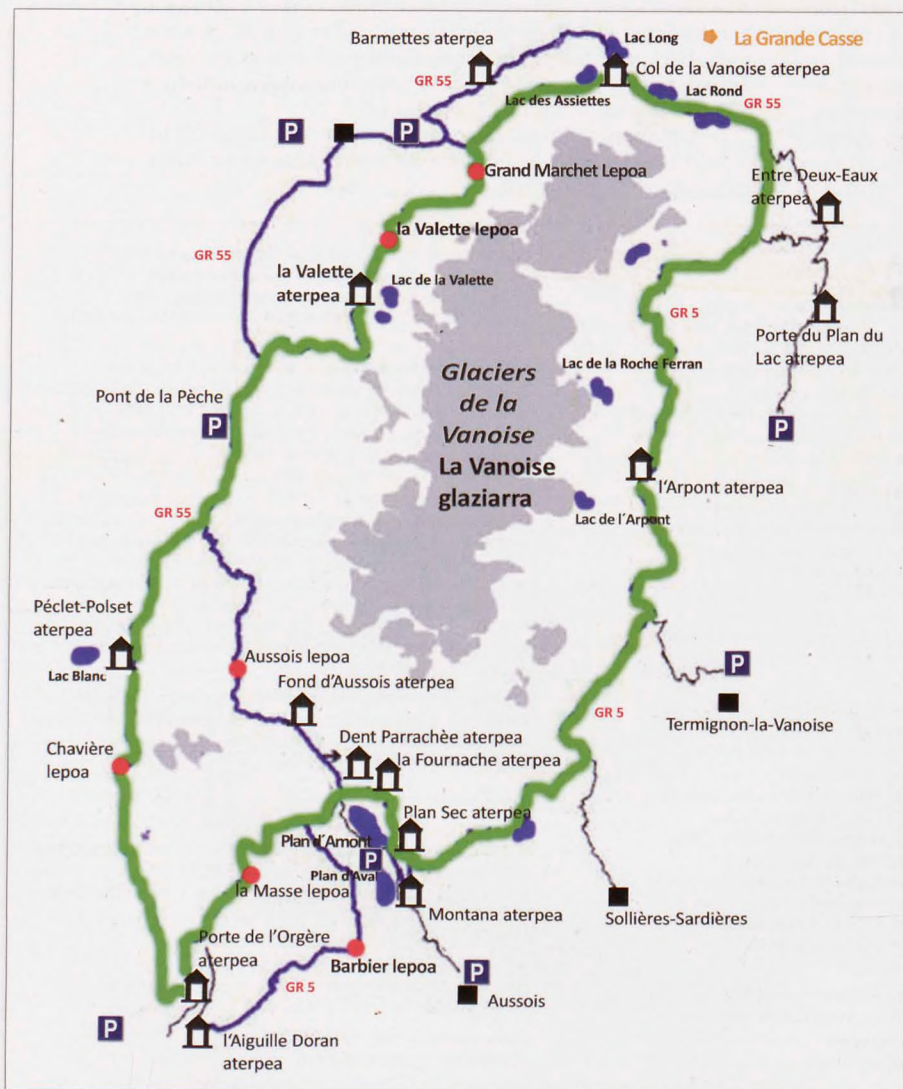 Lac Long
La Grande Casse
Barmettes aterpea
Col de la Vanoise aterpea
GR 55
Lac des Assiettes
Lac Rond
GR 55
P
P
Grand Marchet Lepoa
Entre Deux-Eaux
aterpea
la Valette lepoa
GR 55
la Valette
aterpea
Lac de la Valette
GR 5
Porte du Plan du
Lac atrepea
Lac de la Roche Ferran
Glaciers
de la
Vanoise
La Vanoise
glaziarra
Pont de la Pèche
P
P
l'Arpont aterpea
GR 55
Lac de l´Arpont
Péclet-Polset
aterpea
Lac Blanc
Aussois lepoa
P
Fond d'Aussois aterpea
Termignon-la-Vanoise
GR 5
Dent Parrachèe aterpea
la Fournache aterpea
Chavière
lepoa
Plan Sec aterpea
Plan d´Amont
P
Plan d'Aval
la Masse lepoa
Montana aterpea
Sollières-Sardières
Porte de l'Orgère
aterpea
Barbier lepoa
P
GR 5
Aussois
P
l'Aiguille Doran
aterpea